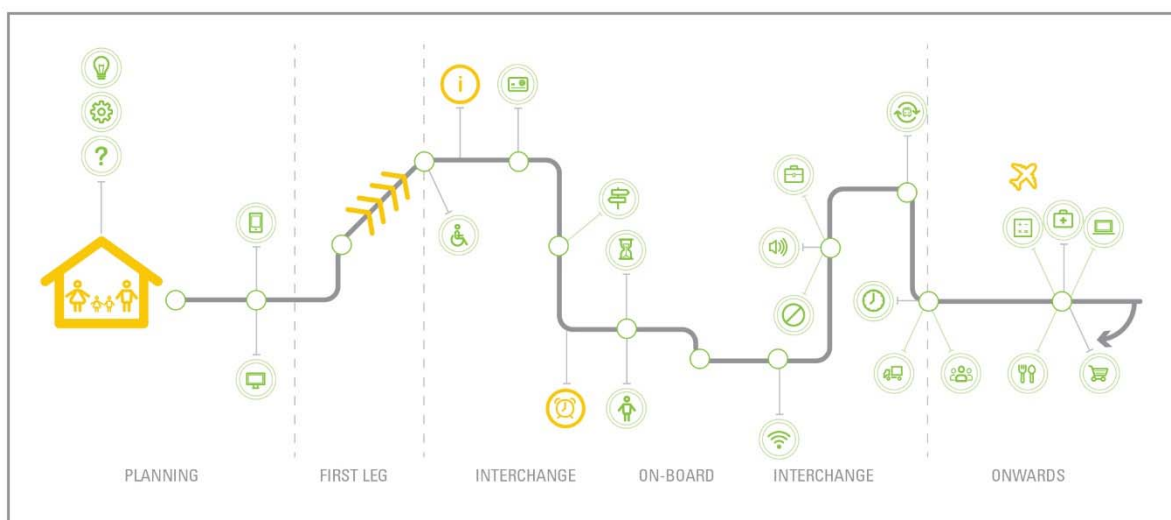 ?
i
PLANNING
FIRST LEG
INTERCHANGE
ON-BOARD
INTERCHANGE
ONWARDS